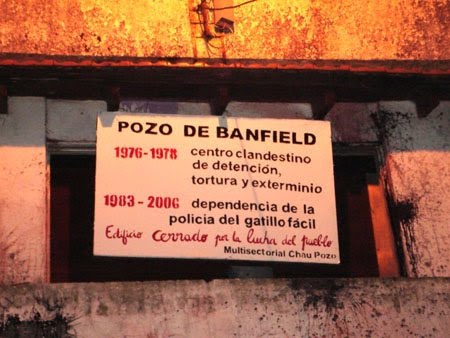 POZO DE BANFIELD
1976-1978 centro clandestino
de detención,
tortura y exterminio
1983 - 2006 dependencia de la
policia del gatillo fácil
Edificio cerrado por la lucha del pueblo
Multisectorial Chau Pozo